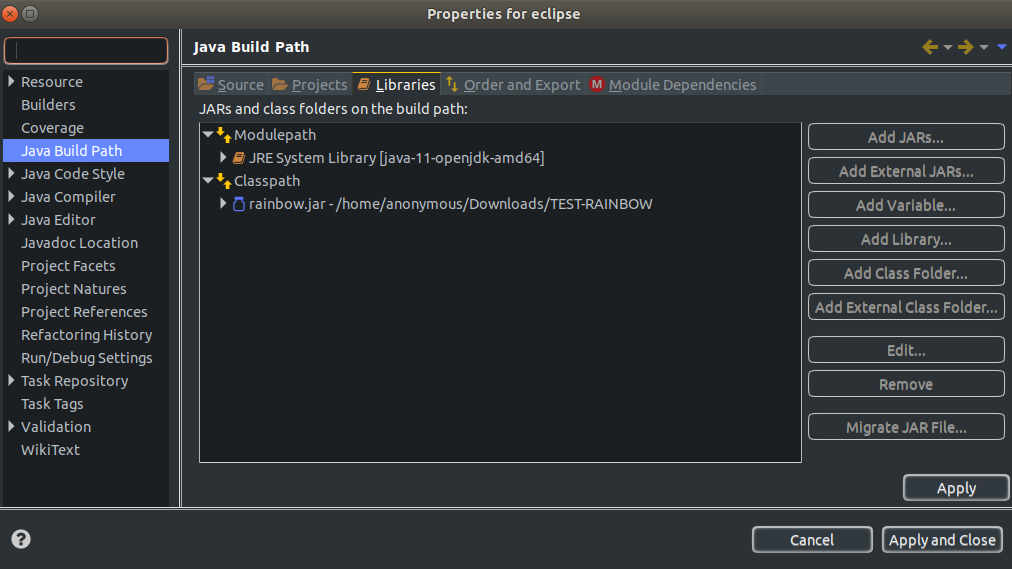 Properties for eclipse
Java Build Path
Resource
Builders
Coverage
Java Build Path
Java Code Style
Java Compiler
Java Editor
Javadoc Location
Project Facets
Project Natures
Project References
Refactoring History
Run/Debug Settings
Task Repository
Task Tags
Validation
WikiText
Source Projects Libraries Order and Export M Module Dependencies
JARs and class folders on the build path:
Modulepath
JRE System Library [java-11-openjdk-amd64]
Classpath
rainbow.jar - /home/anonymous/Downloads/TEST-RAINBOW
Add JARs...
Add External JARs...
Add Variable...
Add Library...
Add Class Folder...
Add External Class Folder...
Edit...
Remove
Migrate JAR File...
Apply
?
Cancel
Apply and Close